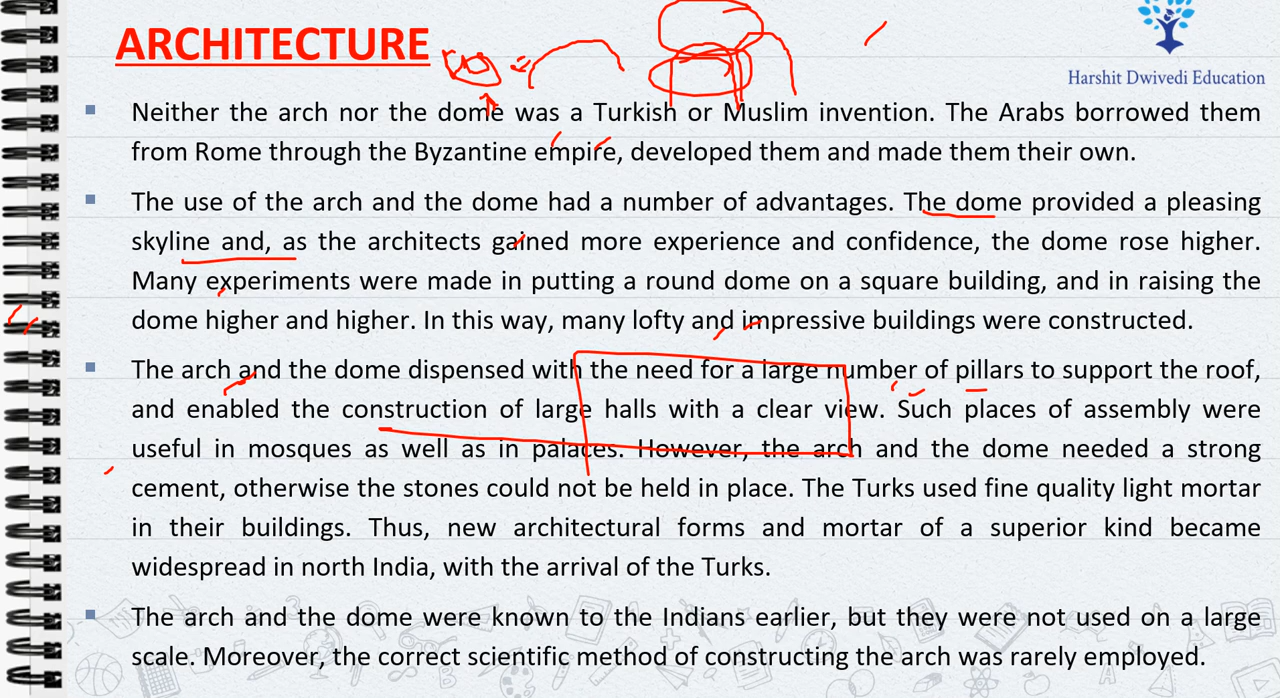 ARCHITECTURE
Harshit Dwivedi Education
Neither the arch nor the dome was a Turkish or Muslim invention. The Arabs borrowed them
from Rome through the Byzantine empire, developed them and made them their own.
The use of the arch and the dome had a number of advantages. The dome provided a pleasing
skyline and, as the architects gained more experience and confidence, the dome rose higher.
Many experiments were made in putting a round dome on a square building, and in raising the
dome higher and higher. In this way, many lofty and impressive buildings were constructed.
The arch and the dome dispensed with the need for a large number of pillars to support the roof,
and enabled the construction of large halls with a clear view. Such places of assembly were
useful in mosques as well as in palaces. However, the arch and the dome needed a strong
cement, otherwise the stones could not be held in place. The Turks used fine quality light mortar
in their buildings. Thus, new architectural forms and mortar of a superior kind became
widespread in north India, with the arrival of the Turks.
The arch and the dome were known to the Indians earlier, but they were not used on a large
scale. Moreover, the correct scientific method of constructing the arch was rarely employed.